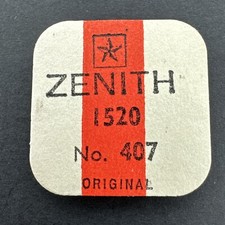 ZENITH
1520
No. 407
ORIGINAL